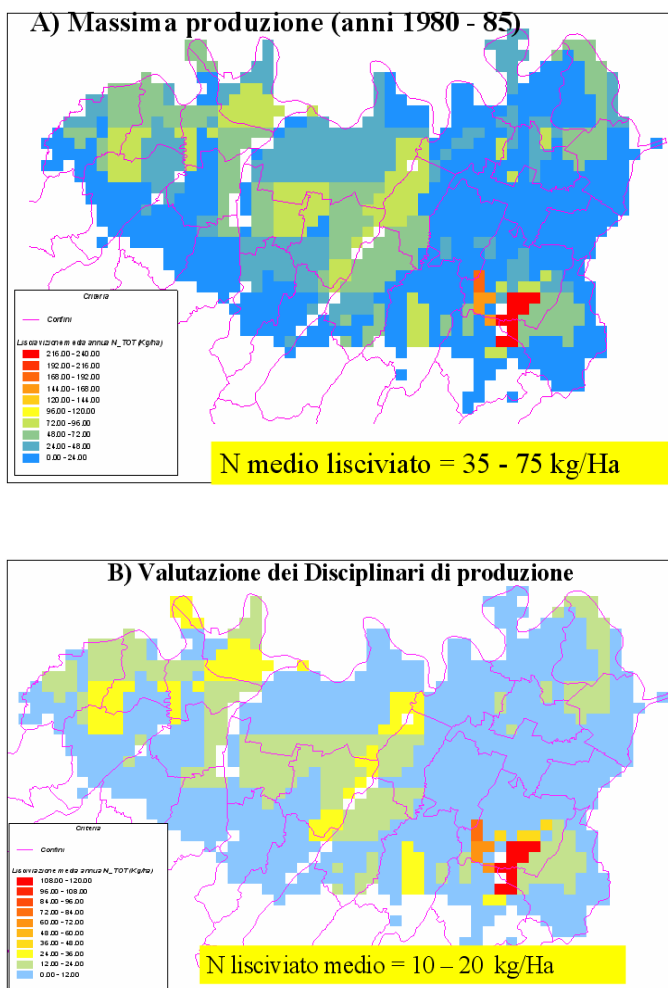 A) Massima produzione (anni 1980 - 85)
Criteria
Confini
Lisciviazione media annua N_TOT (Kg/ha)
216.00 - 240.00
192.00 - 216.00
168.00 - 192.00
144.00 - 168.00
120.00 - 144.00
96.00 - 120.00
72.00 - 96.00
48.00 - 72.00
24.00 - 48.00
0.00 - 24.00
N medio lisciviato = 35 - 75 kg/Ha
B) Valutazione dei Disciplinari di produzione
Criteria
Confini
Lisciviazione media annua N_TOT (Kg/ha)
108.00 - 120.00
96.00 - 108.00
84.00 - 96.00
72.00 - 84.00
60.00 - 72.00
48.00 - 60.00
36.00 - 48.00
24.00 - 36.00
12.00 - 24.00
0.00 - 12.00
N lisciviato medio = 10 – 20 kg/Ha